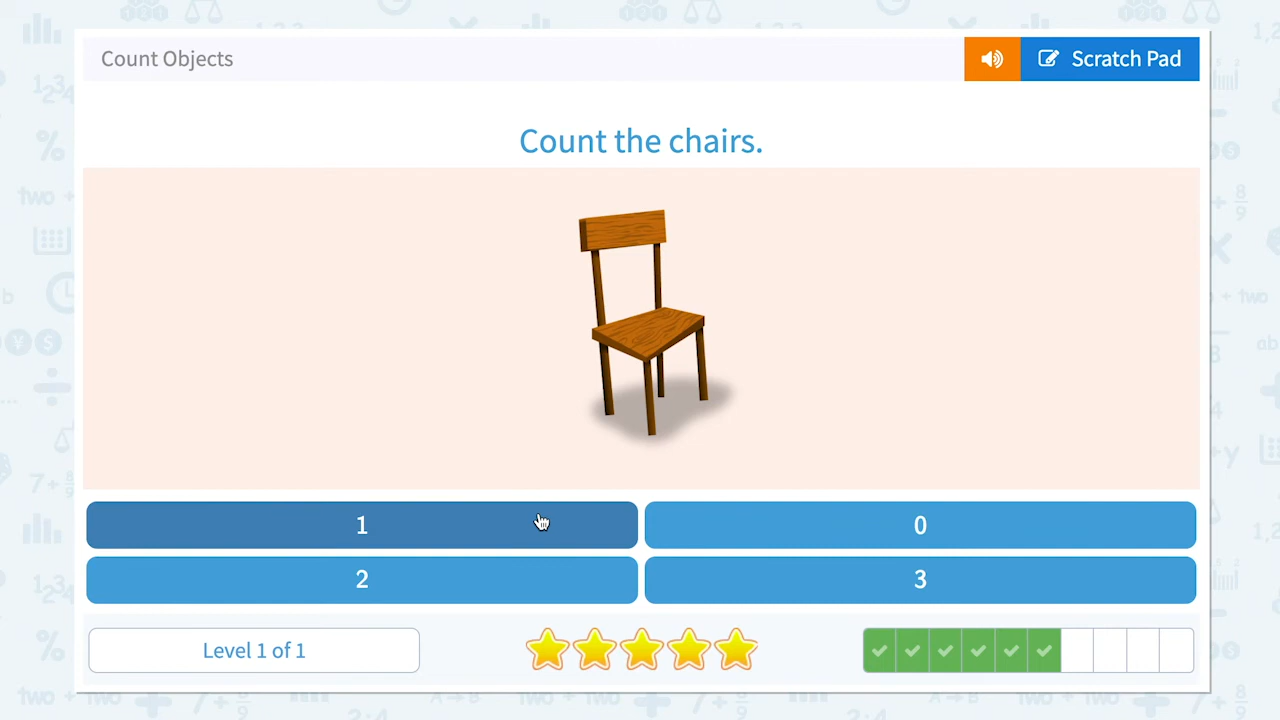 Count Objects
Scratch Pad
Count the chairs.
1
0
2
3
Level 1 of 1